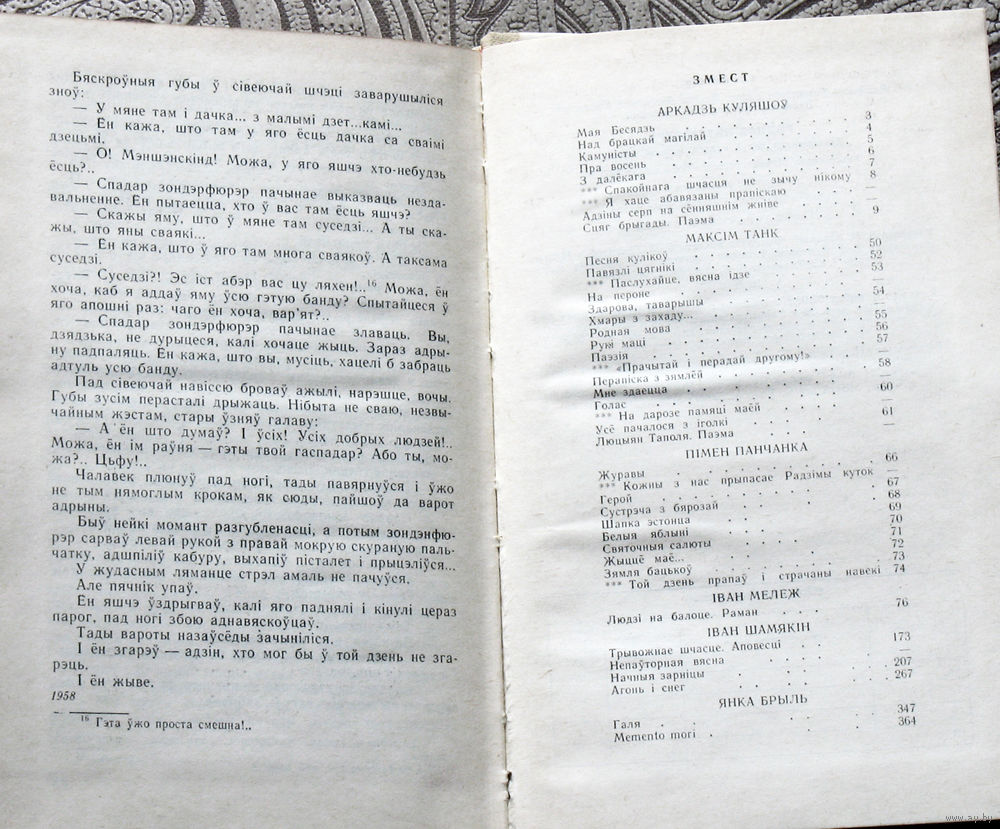 Бяскроўныя губы ў сівеючай шчэці заварушыліся
зноў:
— У мяне там і дачка... з малымі дзет...камі...
— Ён кажа, што там у яго ёсць дачка са сваімі
дзецьмі.
— О! Мэншэнскінд! Можа, у яго яшчэ хто-небудзь
ёсць?..
— Спадар зондэрфюрэр пачынае выказваць незда-
вальненне. Ён пытаецца, хто ў вас там ёсць яшчэ?
— Скажы яму, што ў мяне там суседзі... А ты ска-
жы, што яны сваякі...
— Ён кажа, што ў яго там многа сваякоў. А таксама
суседзі.
— Суседзі?! Эс іст абэр вас цу ляхен!..16 Можа, ён
хоча, каб я аддаў яму ўсю гэтую банду? Спытайцеся ў
яго апошні раз: чаго ён хоча, вар'ят?..
— Спадар зондэрфюрэр пачынае злаваць. Вы,
дзядзька, не дурыцеся, калі хочаце жыць. Зараз адры-
ну падпаляць. Ён кажа, што вы, мусіць, хацелі б забраць
адтуль усю банду.
Пад сівеючай навіссю броваў ажылі, нарэшце, вочы.
Губы зусім пересталі дрыжаць. Нібыта не сваю, незвы-
чайным жэстам, стары ўзняў галаву:
— А ён што думаў? І ўсіх! Усіх добрых людзей!..
Можа, ён ім раўня — гэты твой гаспадар? Або ты, мо-
жа?.. Цьфу!..
Чалавек плюнуў пад ногі, тады павярнуўся і ўжо
не тым нямоглым крокам, як сюды, пайшоў да варот
адрыны.
Быў нейкі момант разгубленасці, а потым зондэнфю-
рэр сарваў левай рукой з правай мокрую скураную паль-
чатку, адшпіліў кабуру, выхапіў пісталет і прыцэліўся...
У жудасным ляманце стрэл амаль не пачуўся.
Але пячнік упаў.
Ён яшчэ ўздрыгваў, калі яго паднялі і кінулі цераз
парог, пад ногі збою аднавяскоўцаў.
Тады вароты назаўсёды зачыніліся.
І ён згарэў — адзін, хто мог бы ў той дзень не зга-
рэць.
І ён жыве.
1958
16 Гэта ўжо проста смешна!..
ЗМЕСТ
АРКАДЗЬ КУЛЯШОЎ
Мая Бесядзь 3
Над брацкай магілай 4
Камуністы 5
Пра восень 6
З далёкага 7
*** Спакойнага шчасця не зычу нікому 8
*** Я хаце абавязаны прапіскаю —
Адзіны серп на сённяшнім жніве —
Сцяг брыгады. Паэма 9
МАКСІМ ТАНК
Песня кулікоў 50
Павязлі цягнікі 52
*** Паслухайце, вясна ідзе 53
На пероне —
Здарова, таварышы 54
Хмары з захаду... —
Родная мова 55
Рукі маці 56
Паэзія 57
*** «Прачытай і перадай другому!» —
Перапіска з зямлёй 58
Мне здаецца —
Голас 60
*** На дарозе памяці маёй —
Усё пачалося з іголкі 61
Люцыян Таполя. Паэма —
ПІМЕН ПАНЧАНКА
Журавы 66
*** Кожны з нас прыпасае Радзімы куток —
Герой 67
Сустрэча з бярозай 68
Шапка эстонца 69
Белыя яблыні 70
Святочныя салюты 71
Жыццё маё... 72
Зямля бацькоў 73
*** Той дзень прапаў і страчаны навекі 74
ІВАН МЕЛЕЖ
Людзі на балоце. Раман 76
ІВАН ШАМЯКІН
Трывожнае шчасце. Аповесці 173
Непаўторная вясна —
Начныя зарніцы 207
Агонь і снег 267
ЯНКА БРЫЛЬ
Галя 347
Memento mori 364
www.ay.by